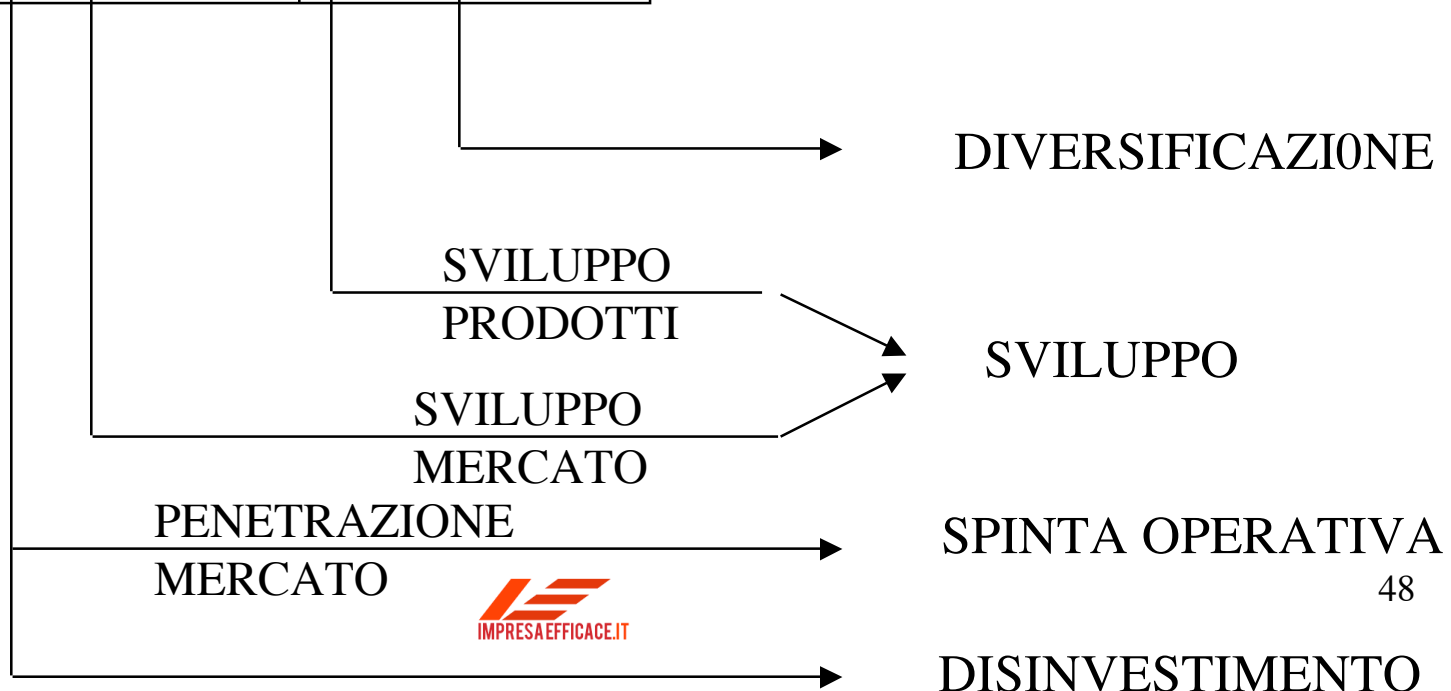 DIVERSIFICAZI0NE
SVILUPPO
PRODOTTI
SVILUPPO
SVILUPPO
MERCATO
PENETRAZIONE
MERCATO
SPINTA OPERATIVA
48
IMPRESAEFFICACE.IT
DISINVESTIMENTO